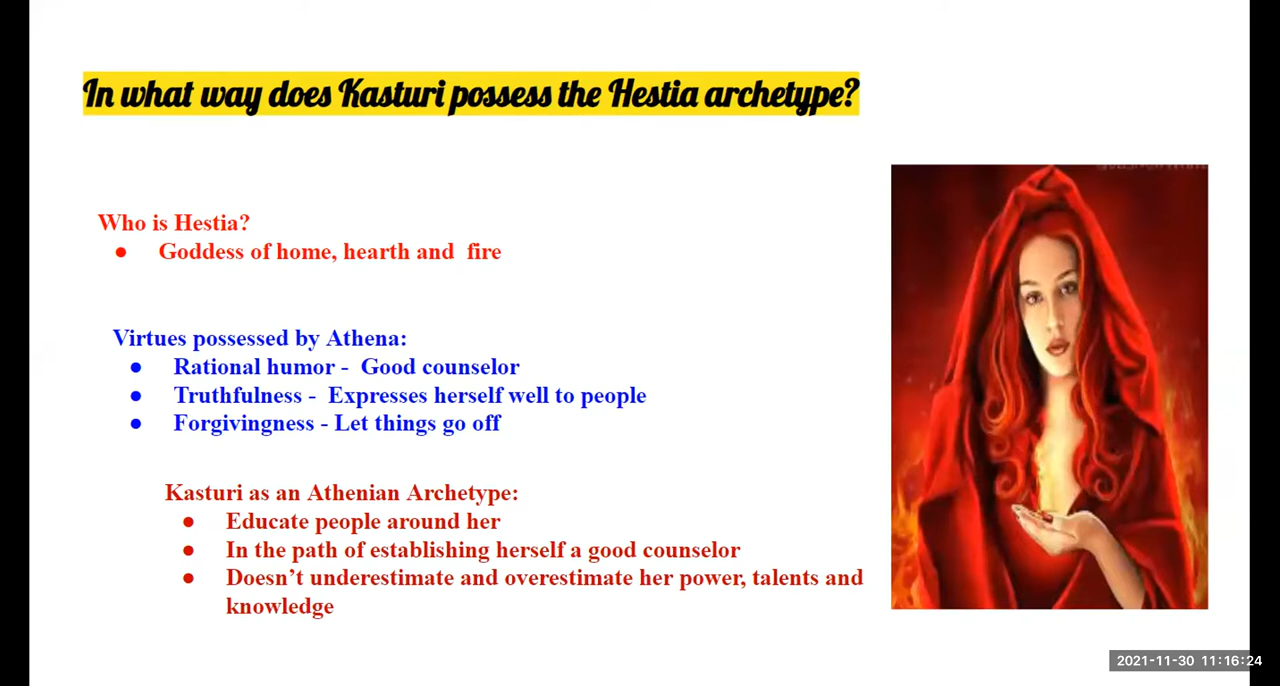 In what way does Kasturi possess the Hestia archetype?
Who is Hestia?
● Goddess of home, hearth and fire
Virtues possessed by Athena:
● Rational humor - Good counselor
● Truthfulness - Expresses herself well to people
● Forgivingness - Let things go off
Kasturi as an Athenian Archetype:
● Educate people around her
● In the path of establishing herself a good counselor
● Doesn’t underestimate and overestimate her power, talents and
knowledge
2021-11-30 11:16:24